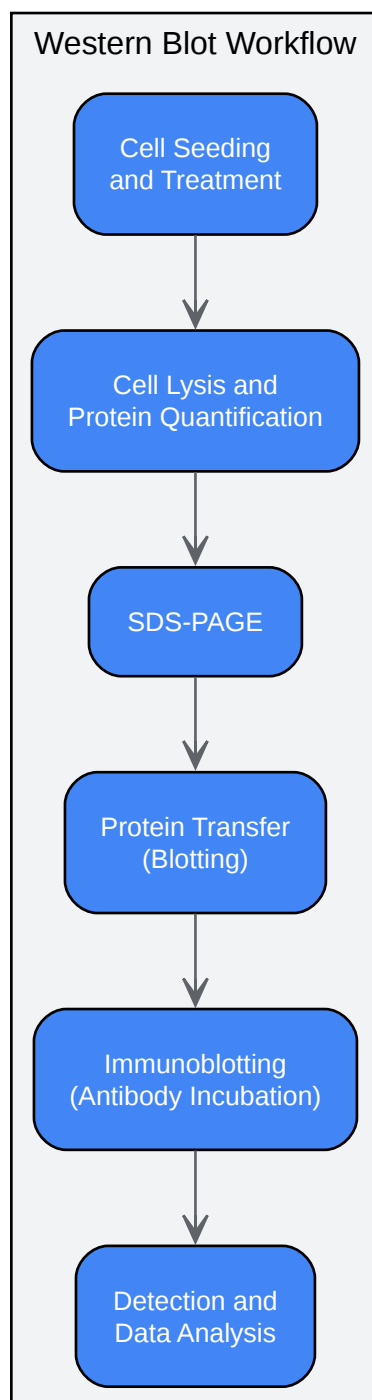 Western Blot Workflow
Cell Seeding
and Treatment
Cell Lysis and
Protein Quantification
SDS-PAGE
Protein Transfer
(Blotting)
Immunoblotting
(Antibody Incubation)
Detection and
Data Analysis